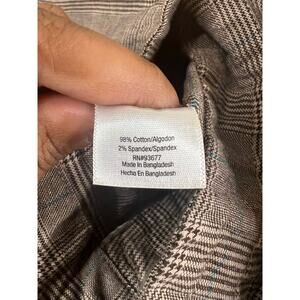 98% Cotton/Algodon
2% Spandex/Spandex
RN#93677
Made In Bangladesh
Hecho En Bangladesh